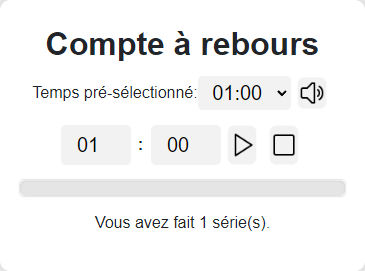 Compte à rebours
Temps pré-sélectionné: 01:00
01 : 00
Vous avez fait 1 série(s).